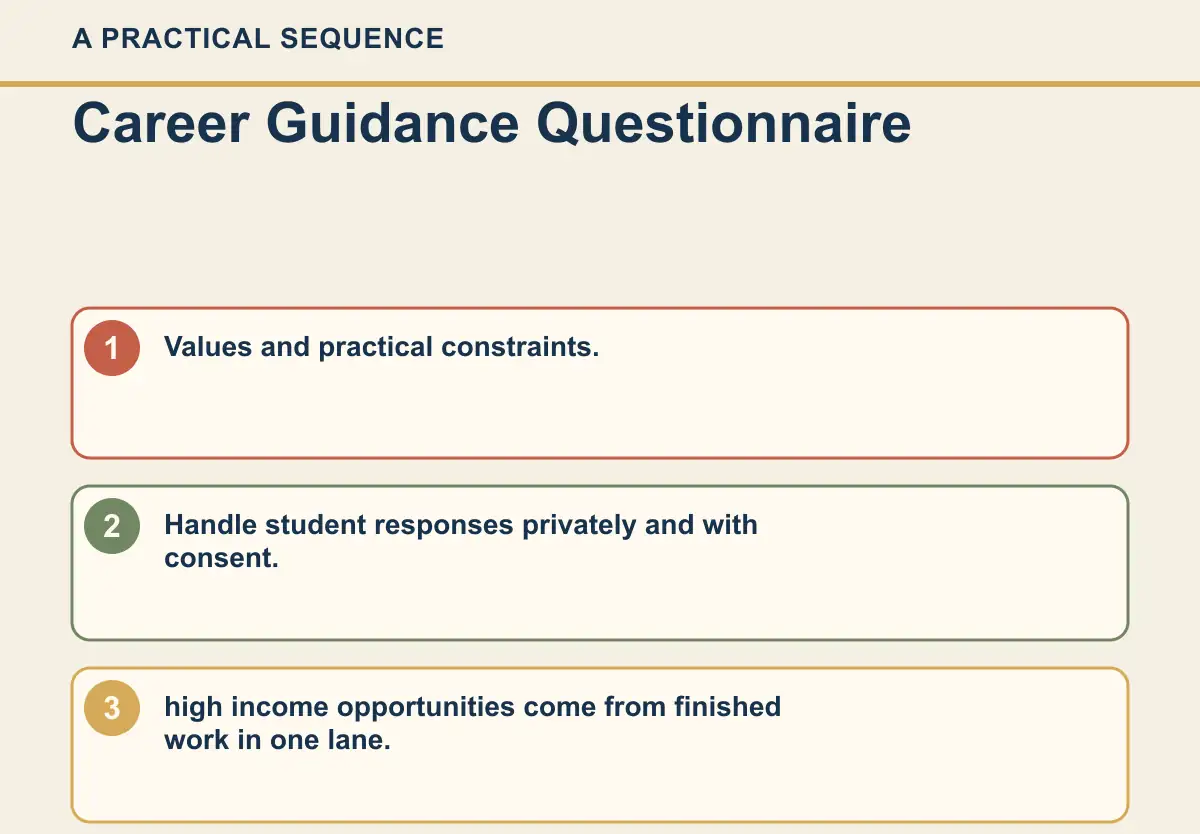 A PRACTICAL SEQUENCE
Career Guidance Questionnaire
1
Values and practical constraints.
2
Handle student responses privately and with
consent.
3
high income opportunities come from finished
work in one lane.